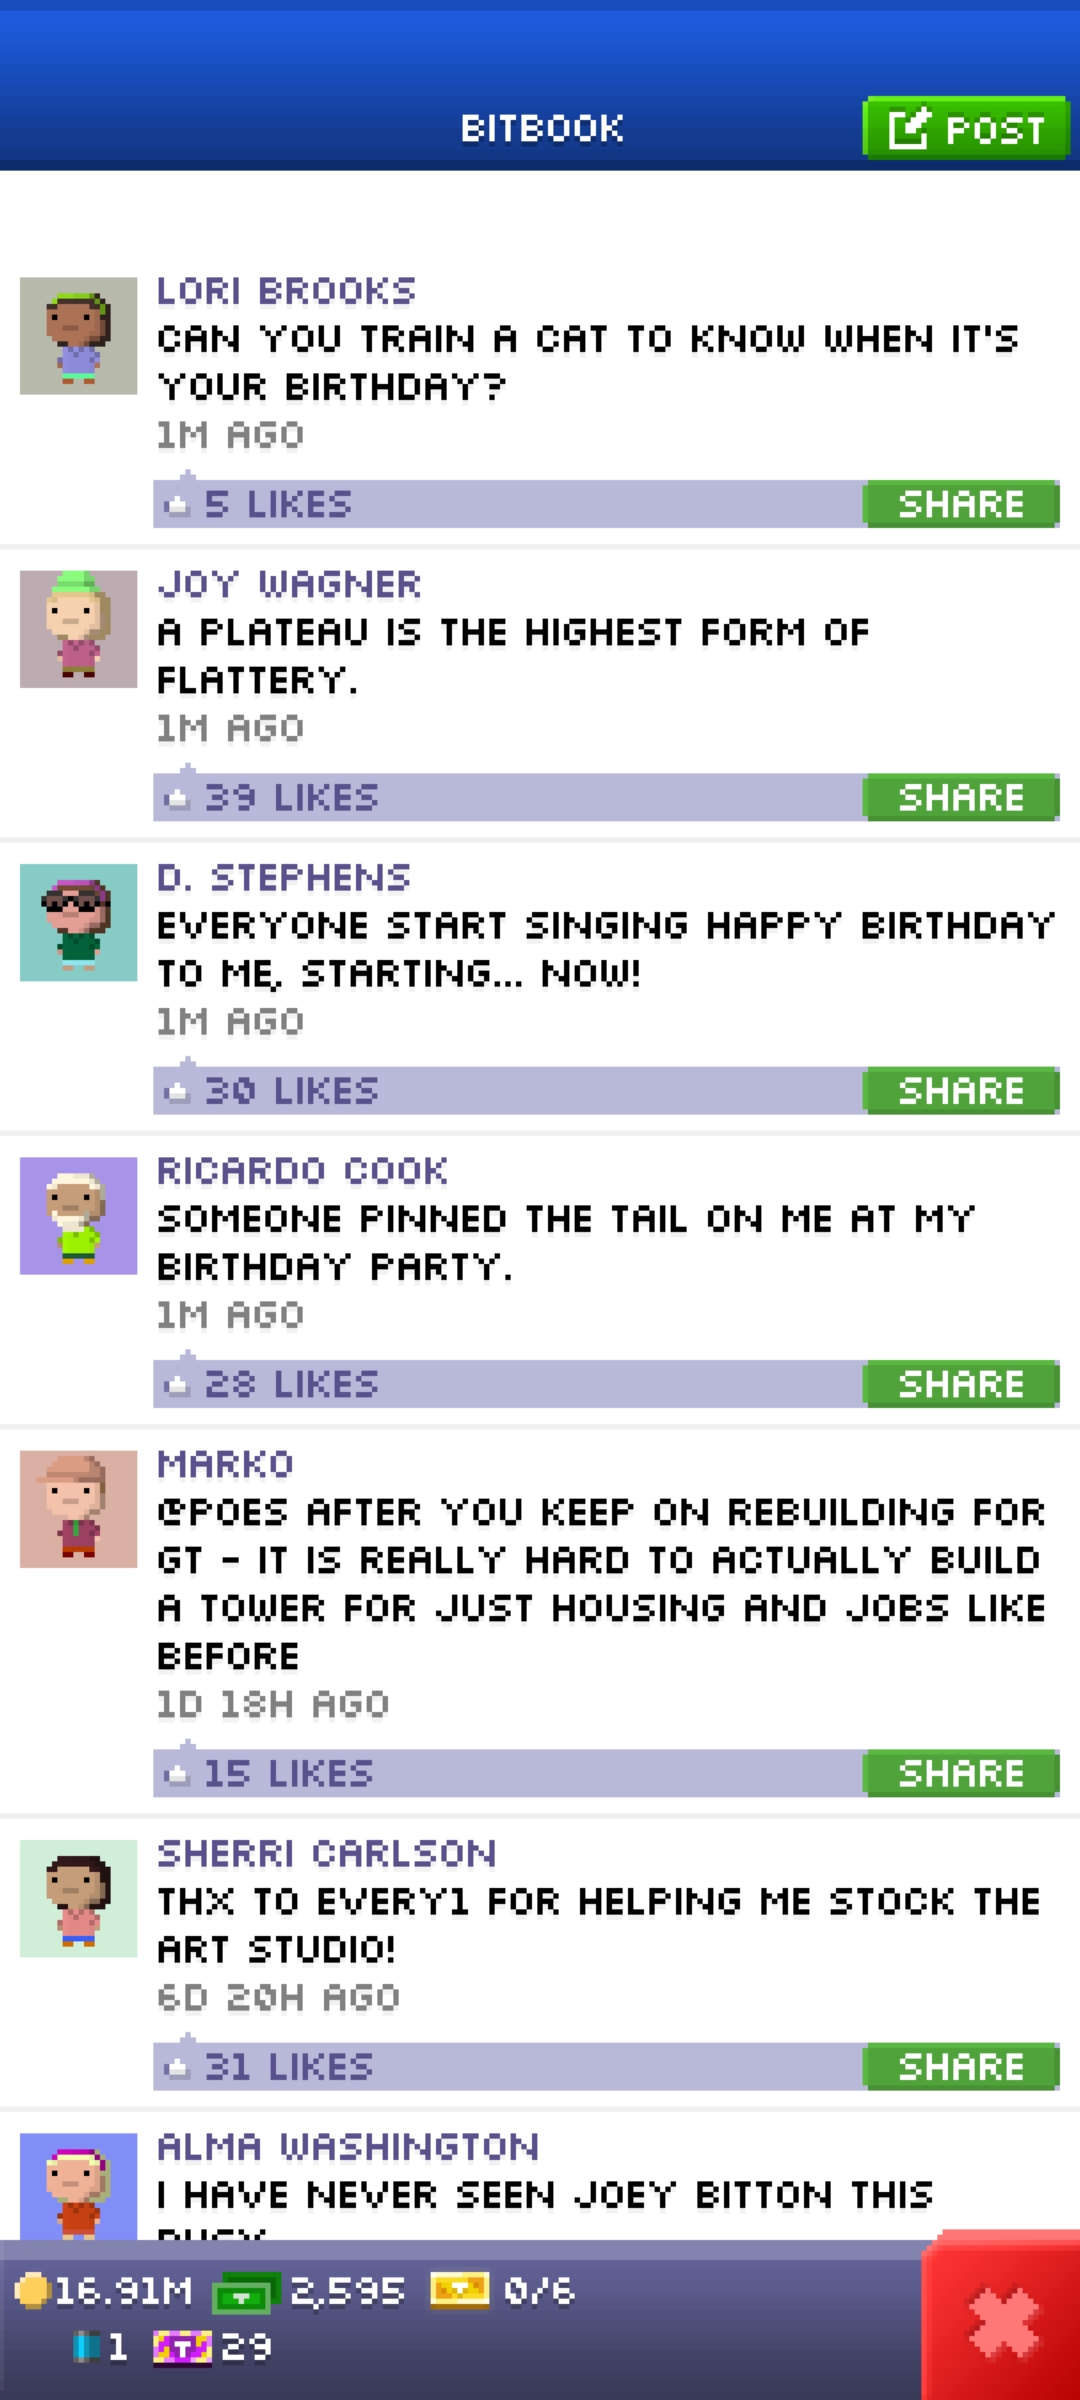 BITBOOK
POST
LORI BROOKS
CAN YOU TRAIN A CAT TO KNOW WHEN IT'S
YOUR BIRTHDAY?
1M AGO
5 LIKES
SHARE
JOY WAGNER
A PLATEAU IS THE HIGHEST FORM OF
FLATTERY.
1M AGO
39 LIKES
SHARE
D. STEPHENS
EVERYONE START SINGING HAPPY BIRTHDAY
TO ME, STARTING... NOW!
1M AGO
30 LIKES
SHARE
RICARDO COOK
SOMEONE PINNED THE TAIL ON ME AT MY
BIRTHDAY PARTY.
1M AGO
28 LIKES
SHARE
MARKO
@POES AFTER YOU KEEP ON REBUILDING FOR
GT - IT IS REALLY HARD TO ACTUALLY BUILD
A TOWER FOR JUST HOUSING AND JOBS LIKE
BEFORE
1D 18H AGO
15 LIKES
SHARE
SHERRI CARLSON
THX TO EVERY1 FOR HELPING ME STOCK THE
ART STUDIO!
6D 20H AGO
31 LIKES
SHARE
ALMA WASHINGTON
I HAVE NEVER SEEN JOEY BITTON THIS
16.91M 2,595 0/6
1 29